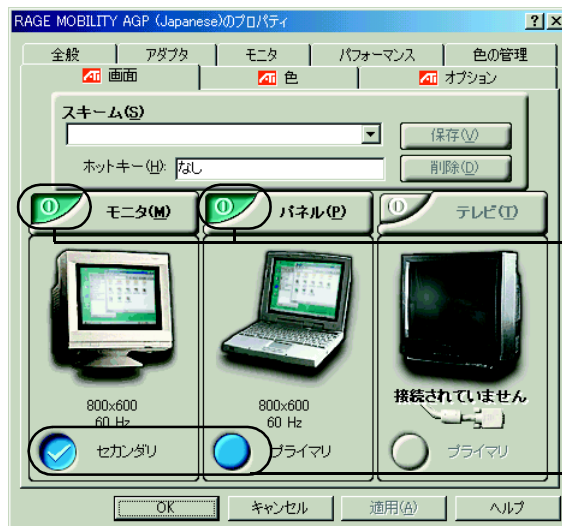 RAGE MOBILITY AGP (Japanese)のプロパティ
全般
アダプタ
モニタ
パフォーマンス
色の管理
ATI 画面
ATI 色
ATI オプション
スキーム(S)
保存(V)
ホットキー(H): なし
削除(D)
モニタ(M)
パネル(P)
テレビ(T)
800x600
60 Hz
800x600
60 Hz
接続されていません
セカンダリ
プライマリ
プライマリ
OK
キャンセル
適用(A)
ヘルプ